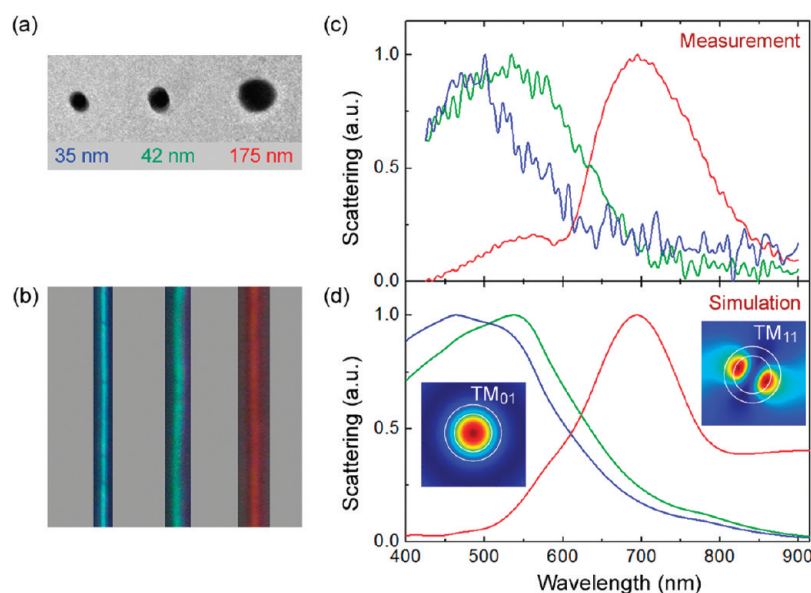 (a)
35 nm
42 nm
175 nm
(b)
(c)
Measurement
Scattering (a.u.)
1.0
0.5
0.0
(d)
Simulation
TM01
TM11
Scattering (a.u.)
1.0
0.5
0.0
400 500 600 700 800 900
Wavelength (nm)